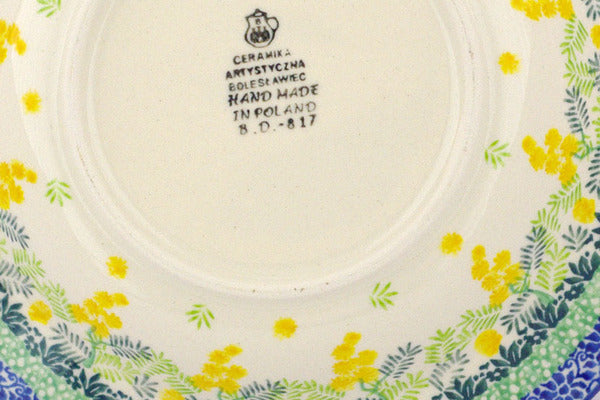 CERAMIKA
ARTYSTYCZNA
BOLESŁAWIEC
HAND MADE
IN POLAND
B.D.-817